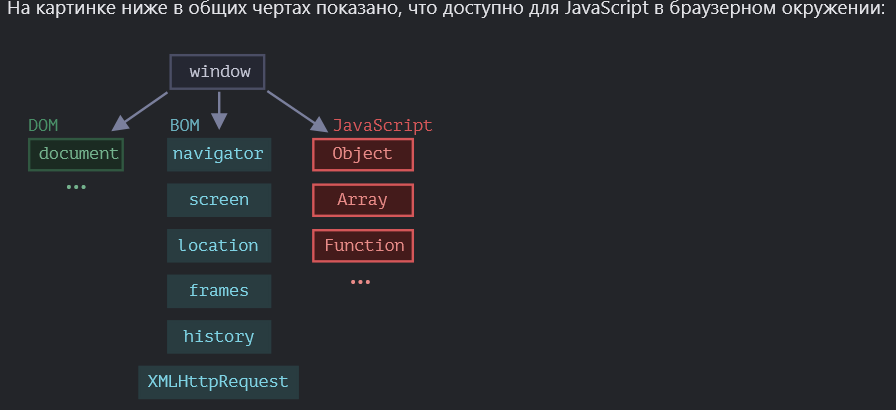 На картинке ниже в общих чертах показано, что доступно для JavaScript в браузерном окружении:
window
DOM
BOM
JavaScript
document
navigator
Object
...
screen
Array
location
Function
frames
...
history
XMLHttpRequest